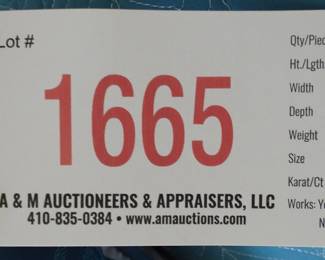 Lot #
1665
A & M AUCTIONEERS & APPRAISERS, LLC
410-835-0384 • www.amauctions.com
Qty/Piec
Ht./Lgth
Width
Depth
Weight
Size
Karat/Ct
Works: Ye
N